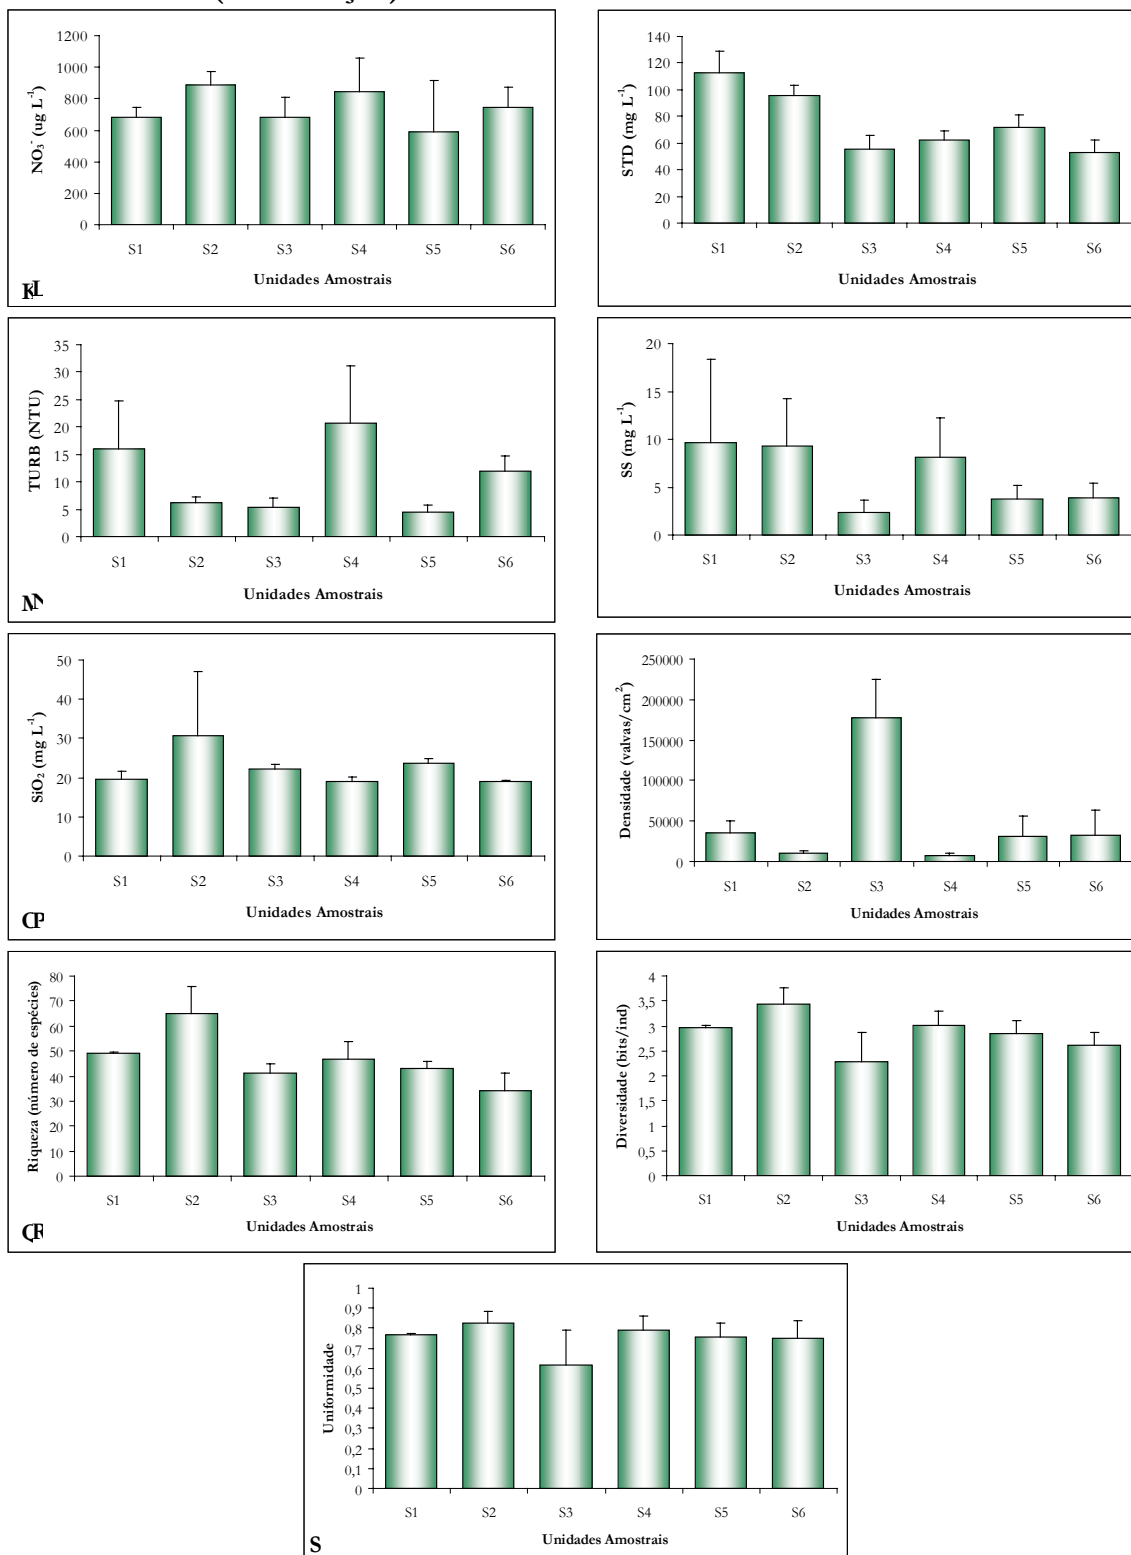 NO₃⁻ (ug L⁻¹)
1200
1000
800
600
400
200
0
S1 S2 S3 S4 S5 S6
Unidades Amostrais
STD (mg L⁻¹)
140
120
100
80
60
40
20
0
S1 S2 S3 S4 S5 S6
Unidades Amostrais
TURB (NTU)
35
30
25
20
15
10
5
0
S1 S2 S3 S4 S5 S6
Unidades Amostrais
SS (mg L⁻¹)
20
15
10
5
0
S1 S2 S3 S4 S5 S6
Unidades Amostrais
SiO₂ (mg L⁻¹)
50
40
30
20
10
0
S1 S2 S3 S4 S5 S6
Unidades Amostrais
Densidade (valvas/cm²)
250000
200000
150000
100000
50000
0
S1 S2 S3 S4 S5 S6
Unidades Amostrais
Riqueza (número de espécies)
80
70
60
50
40
30
20
10
0
S1 S2 S3 S4 S5 S6
Unidades Amostrais
Diversidade (bits/ind)
4
3,5
3
2,5
2
1,5
1
0,5
0
S1 S2 S3 S4 S5 S6
Unidades Amostrais
Uniformidade
1
0,9
0,8
0,7
0,6
0,5
0,4
0,3
0,2
0,1
0
S1 S2 S3 S4 S5 S6
Unidades Amostrais
S